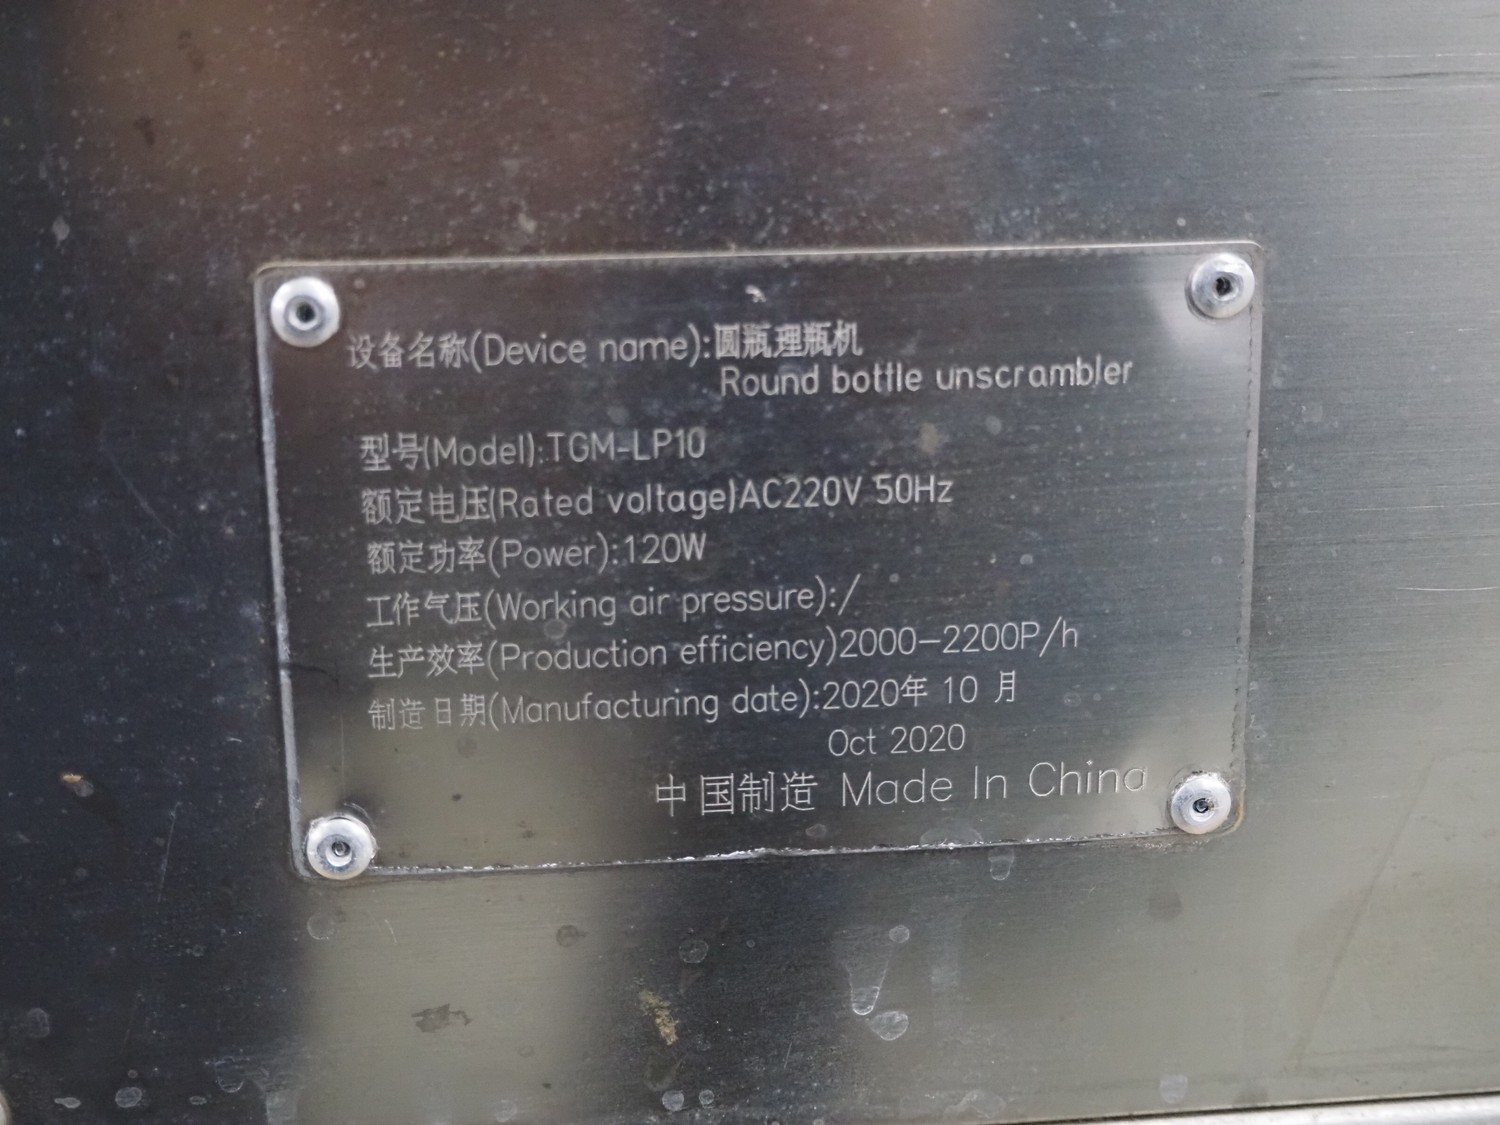 设备名称(Device name):圆瓶理瓶机
Round bottle unscrambler
型号(Model):TGM-LP10
额定电压(Rated voltage)AC220V 50Hz
额定功率(Power):120W
工作气压(Working air pressure):/
生产效率(Production efficiency)2000-2200P/h
制造日期(Manufacturing date):2020年 10 月
Oct 2020
中国制造 Made In China